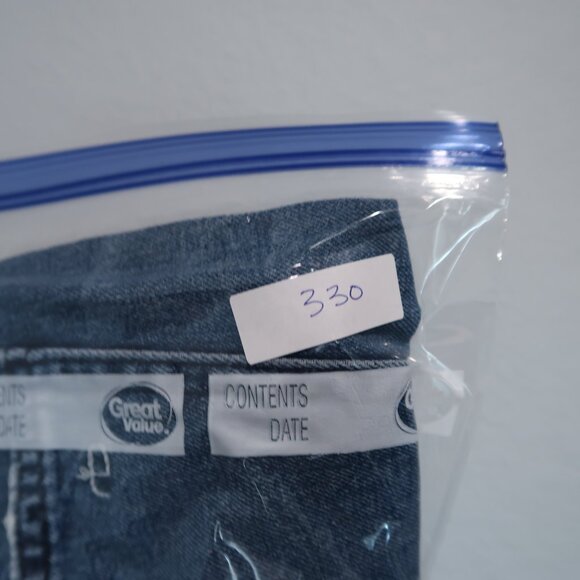 330
NTS
DATE
Great
Value.
CONTENTS
DATE
G